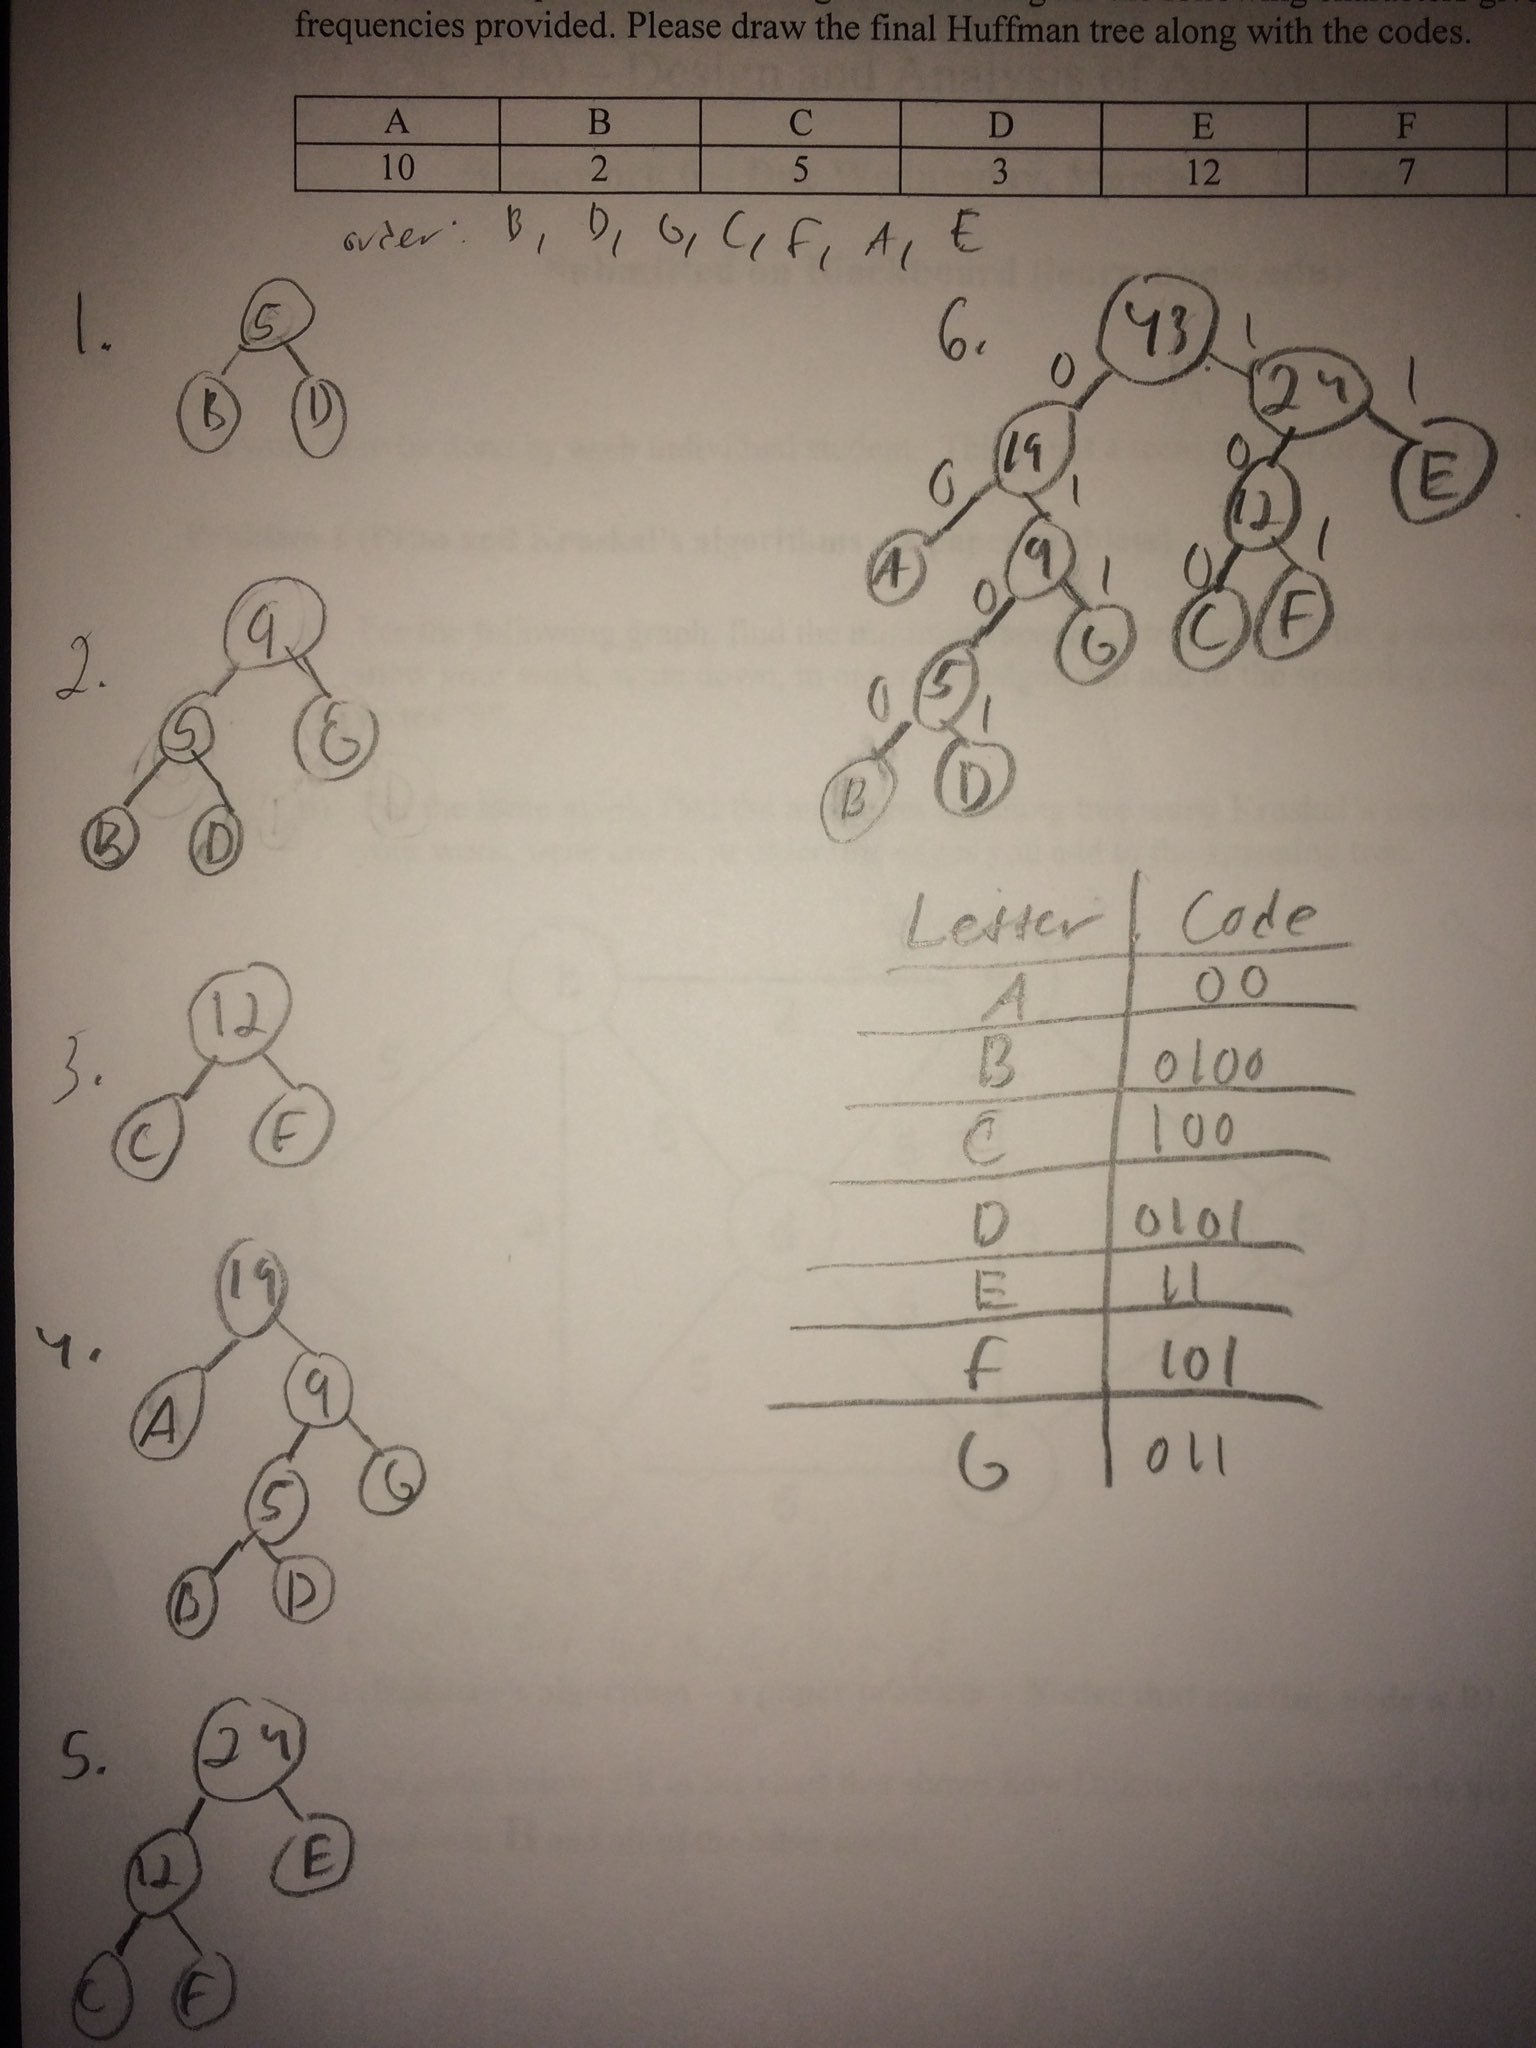 frequencies provided. Please draw the final Huffman tree along with the codes.
A B C D E F
10 2 5 3 12 7
order: B, D, G, C, F, A, E
1.
5
B D
2.
9
5 G
B D
3.
12
C F
4.
19
A 9
5 G
B D
5.
24
12 E
C F
6.
43
0 1
19 24
0 1 0 1
A 9 12 E
0 1 0 1
5 G C F
0 1
B D
Letter Code
A 00
B 0100
C 100
D 0101
E 11
F 101
G 011